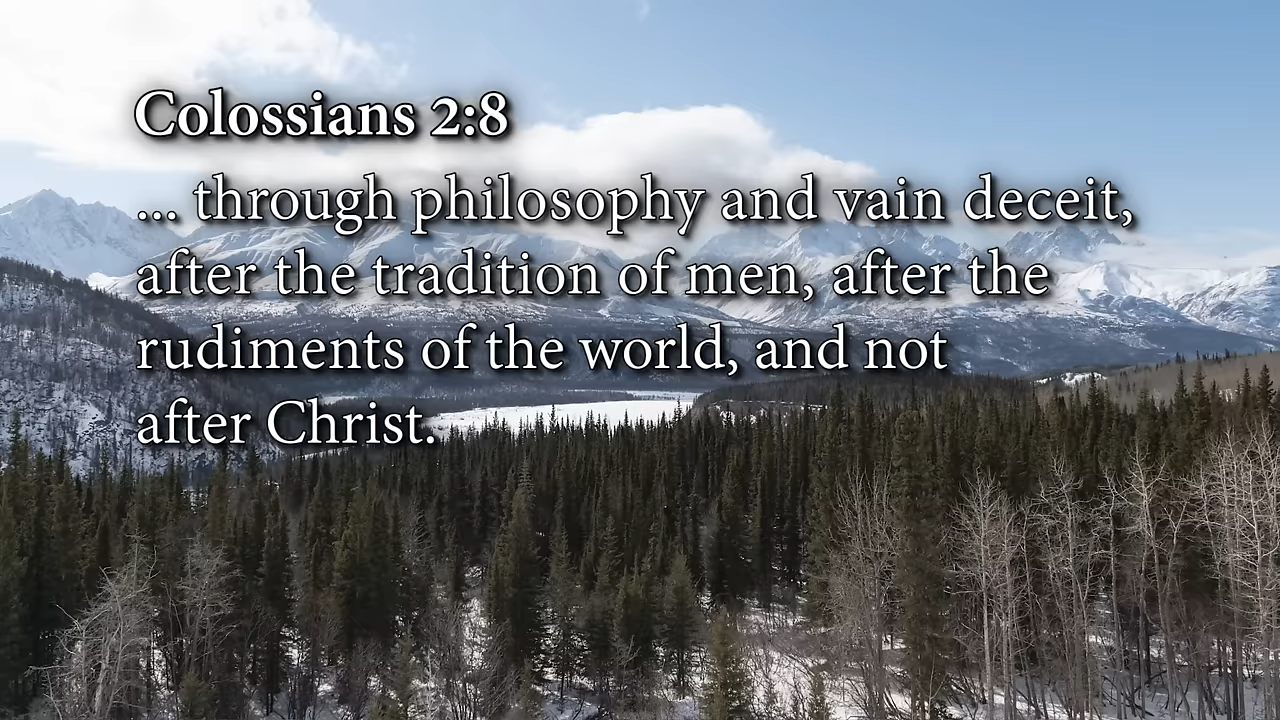 Colossians 2:8
... through philosophy and vain deceit,
after the tradition of men, after the
rudiments of the world, and not
after Christ.